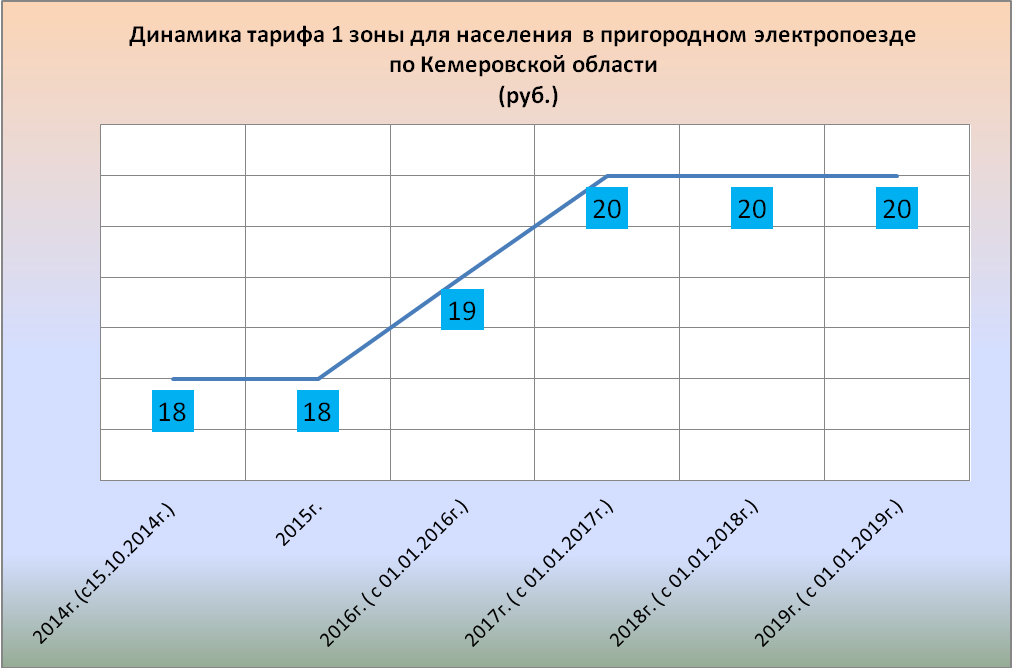 Динамика тарифа 1 зоны для населения в пригородном электропоезде
по Кемеровской области
(руб.)
18
18
19
20
20
20
2014г. (с15.10.2014г.)
2015г.
2016г. ( с 01.01.2016г.)
2017г. ( с 01.01.2017г.)
2018г. ( с 01.01.2018г.)
2019г. ( с 01.01.2019г.)